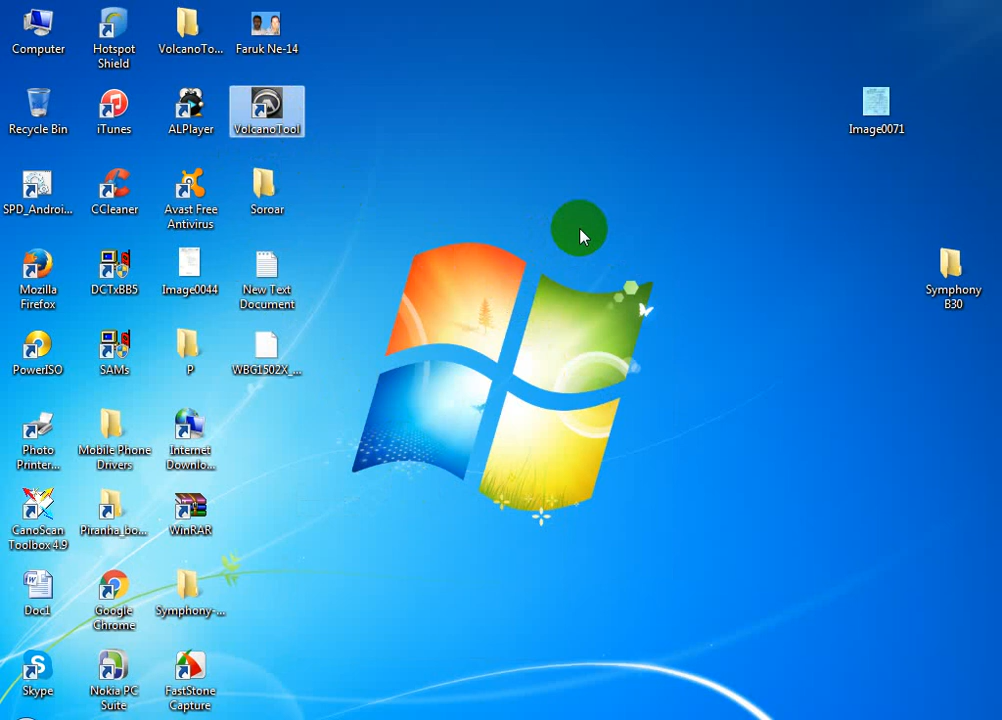 Computer
Hotspot
Shield
VolcanoTo...
Faruk Ne-14
Recycle Bin
iTunes
ALPlayer
VolcanoTool
Image0071
SPD_Androi...
CCleaner
Avast Free
Antivirus
Soroar
Mozilla
Firefox
DCTxBB5
Image0044
New Text
Document
Symphony
B30
PowerISO
SAMs
P
WBG1502X_...
Photo
Printer...
Mobile Phone
Drivers
Internet
Downlo...
CanoScan
Toolbox 4.9
Piranha_bo...
WinRAR
Doc1
Google
Chrome
Symphony-...
Skype
Nokia PC
Suite
FastStone
Capture